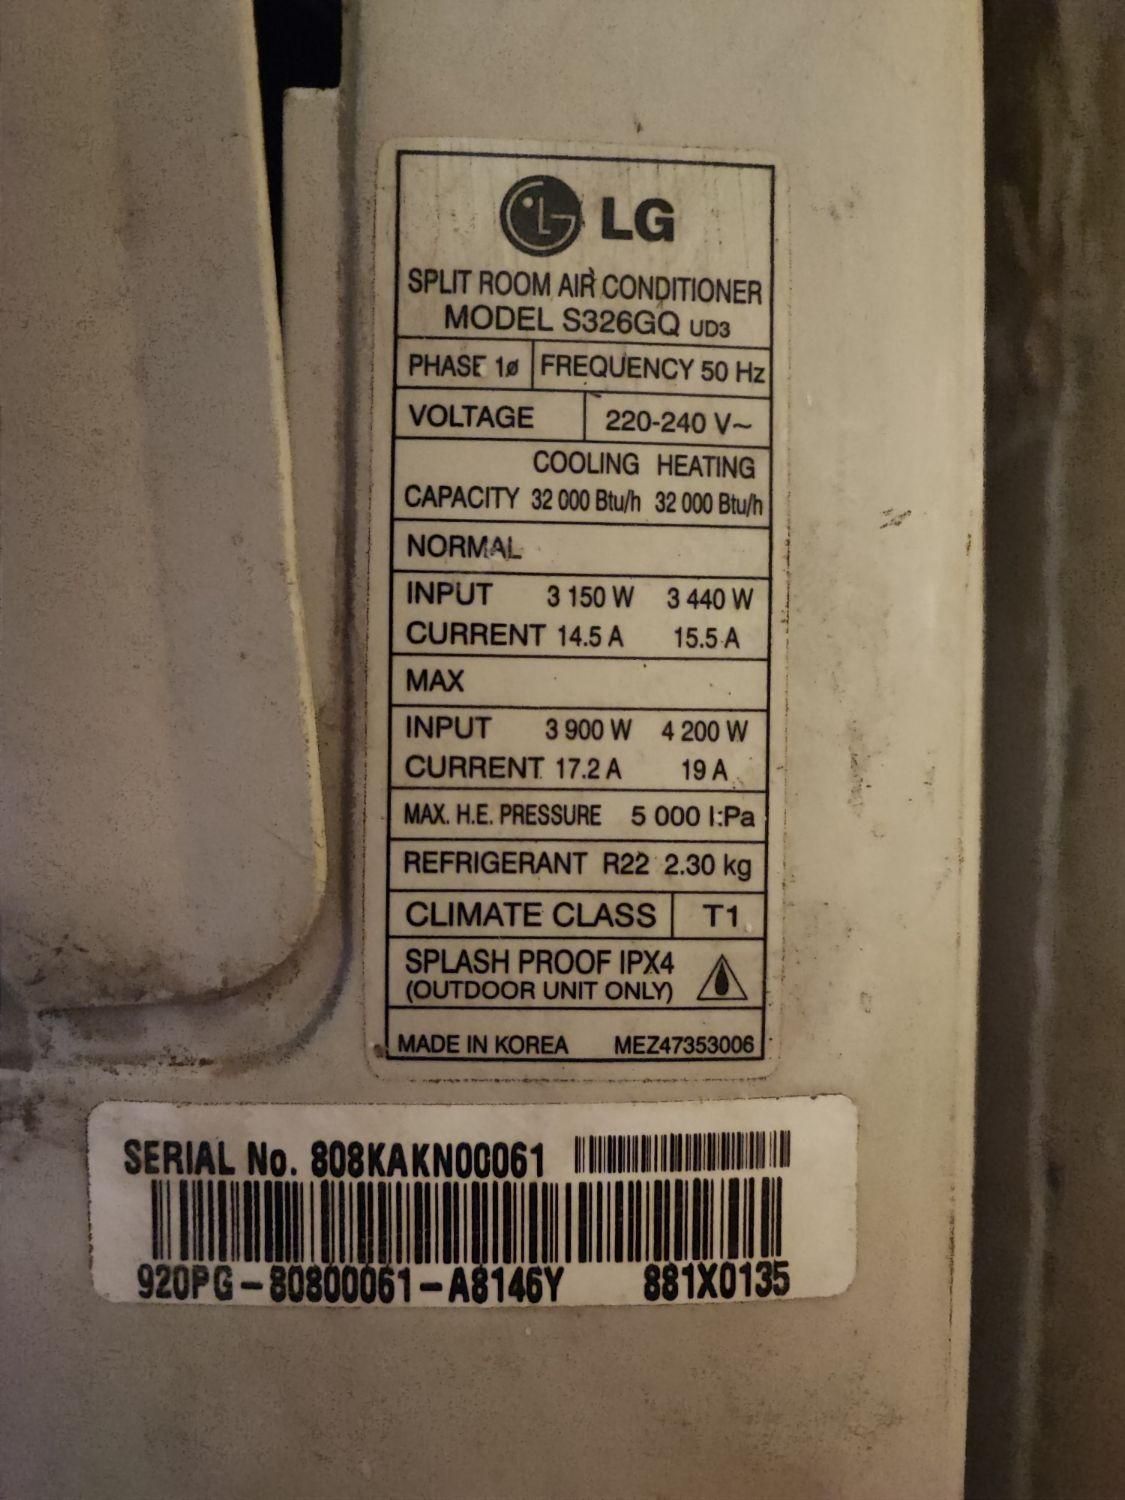 LG
SPLIT ROOM AIR CONDITIONER
MODEL S326GQ UD3
PHASE 1ø FREQUENCY 50 Hz
VOLTAGE 220-240 V~
COOLING HEATING
CAPACITY 32 000 Btu/h 32 000 Btu/h
NORMAL
INPUT 3 150 W 3 440 W
CURRENT 14.5 A 15.5 A
MAX
INPUT 3 900 W 4 200 W
CURRENT 17.2 A 19 A
MAX. H.E. PRESSURE 5 000 kPa
REFRIGERANT R22 2.30 kg
CLIMATE CLASS T1
SPLASH PROOF IPX4
(OUTDOOR UNIT ONLY)
MADE IN KOREA MEZ47353006
SERIAL No. 808KAKN00061
920PG-80800061-A8146Y 881X0135